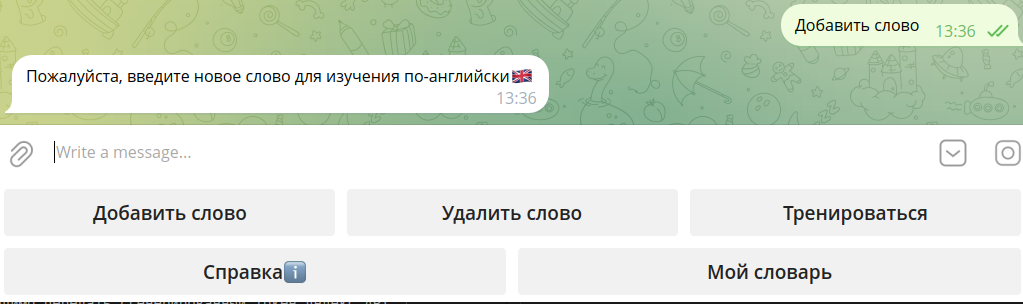 Добавить слово 13:36
Пожалуйста, введите новое слово для изучения по-английски🇬🇧
13:36
Write a message...
Добавить слово Удалить слово Тренироваться
Справкаℹ️ Мой словарь